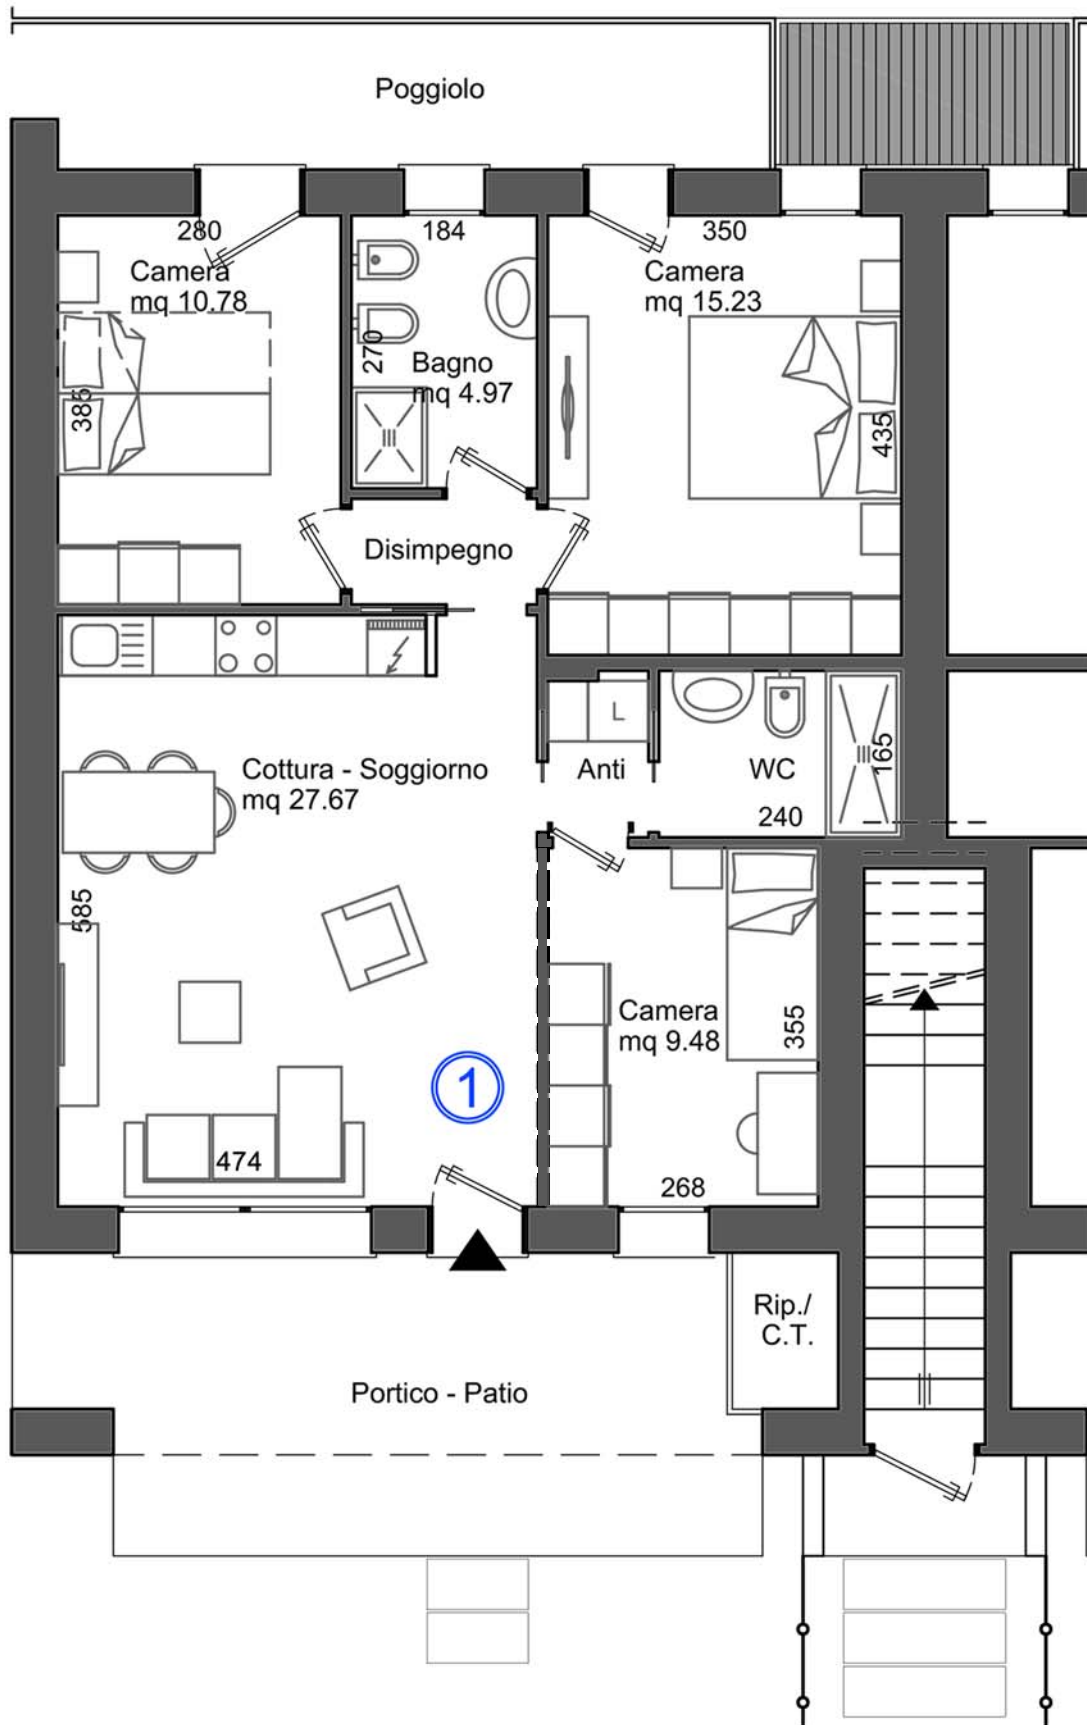 Poggiolo
280
184
350
Camera
mq 10.78
Camera
mq 15.23
270
Bagno
mq 4.97
385
435
Disimpegno
L
Cottura - Soggiorno
mq 27.67
Anti
WC
165
240
585
Camera
mq 9.48
355
1
474
268
Rip./
C.T.
Portico - Patio